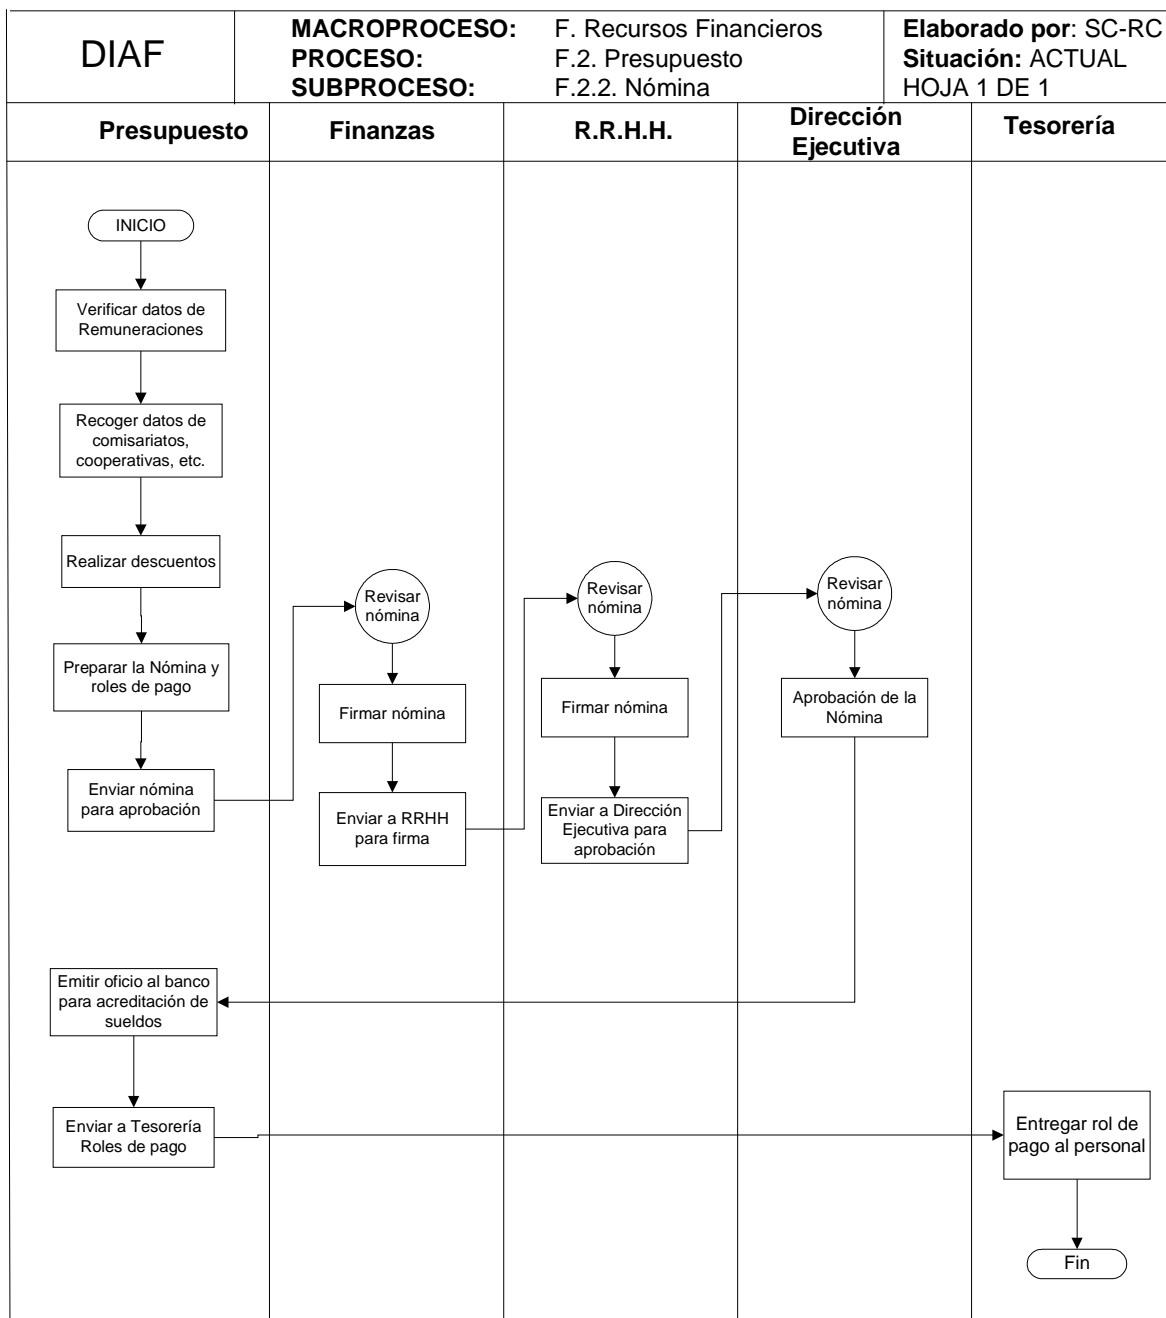 DIAF
MACROPROCESO: F. Recursos Financieros
PROCESO: F.2. Presupuesto
SUBPROCESO: F.2.2. Nómina
Elaborado por: SC-RC
Situación: ACTUAL
HOJA 1 DE 1
Presupuesto
Finanzas
R.R.H.H.
Dirección
Ejecutiva
Tesorería
INICIO
Verificar datos de
Remuneraciones
Recoger datos de
comisariatos,
cooperativas, etc.
Realizar descuentos
Preparar la Nómina y
roles de pago
Enviar nómina
para aprobación
Revisar
nómina
Firmar nómina
Enviar a RRHH
para firma
Revisar
nómina
Firmar nómina
Enviar a Dirección
Ejecutiva para
aprobación
Revisar
nómina
Aprobación de la
Nómina
Emitir oficio al banco
para acreditación de
sueldos
Enviar a Tesorería
Roles de pago
Entregar rol de
pago al personal
Fin